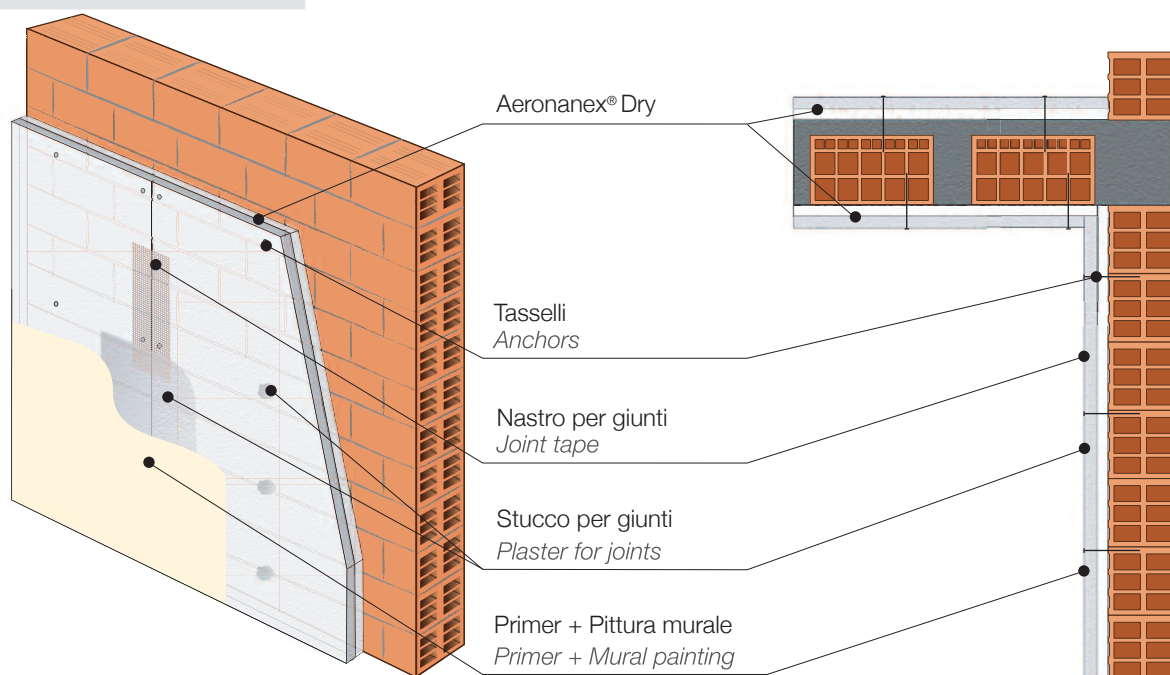 Aeronanex® Dry
Tasselli
Anchors
Nastro per giunti
Joint tape
Stucco per giunti
Plaster for joints
Primer + Pittura murale
Primer + Mural painting